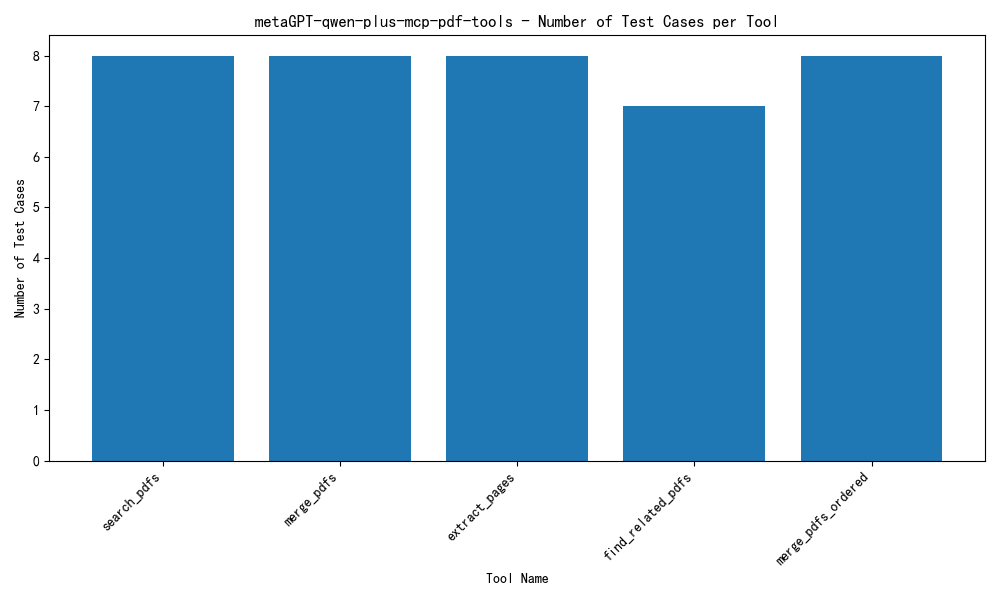 metaGPT-qwen-plus-mcp-pdf-tools - Number of Test Cases per Tool
Number of Test Cases
8
7
6
5
4
3
2
1
0
search_pdfs
merge_pdfs
extract_pages
find_related_pdfs
merge_pdfs_ordered
Tool Name